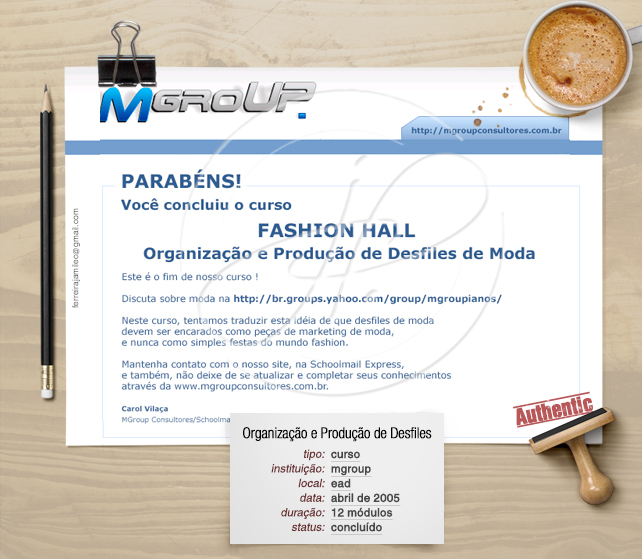 MGROUP
http://mgroupconsultores.com.br
PARABÉNS!
Você concluiu o curso
FASHION HALL
Organização e Produção de Desfiles de Moda
Este é o fim de nosso curso !
Discuta sobre moda na http://br.groups.yahoo.com/group/mgroupianos/
Neste curso, tentamos traduzir esta idéia de que desfiles de moda
devem ser encarados como peças de marketing de moda,
e nunca como simples festas do mundo fashion.
Mantenha contato com o nosso site, na Schoolmail Express,
e também, não deixe de se atualizar e completar seus conhecimentos
através da www.mgroupconsultores.com.br.
Carol Vilaça
MGroup Consultores/Schoolma
ferreirajamileo@gmail.com
Authentic
Organização e Produção de Desfiles
tipo: curso
instituição: mgroup
local: ead
data: abril de 2005
duração: 12 módulos
status: concluído